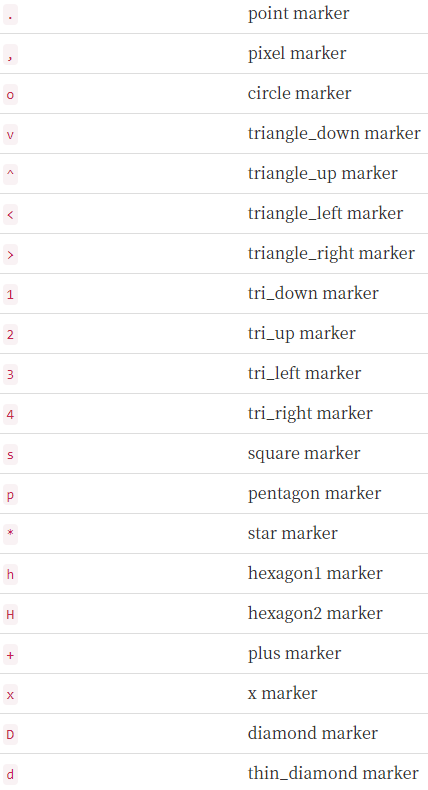 . point marker
, pixel marker
o circle marker
v triangle_down marker
^ triangle_up marker
< triangle_left marker
> triangle_right marker
1 tri_down marker
2 tri_up marker
3 tri_left marker
4 tri_right marker
s square marker
p pentagon marker
* star marker
h hexagon1 marker
H hexagon2 marker
+ plus marker
x x marker
D diamond marker
d thin_diamond marker